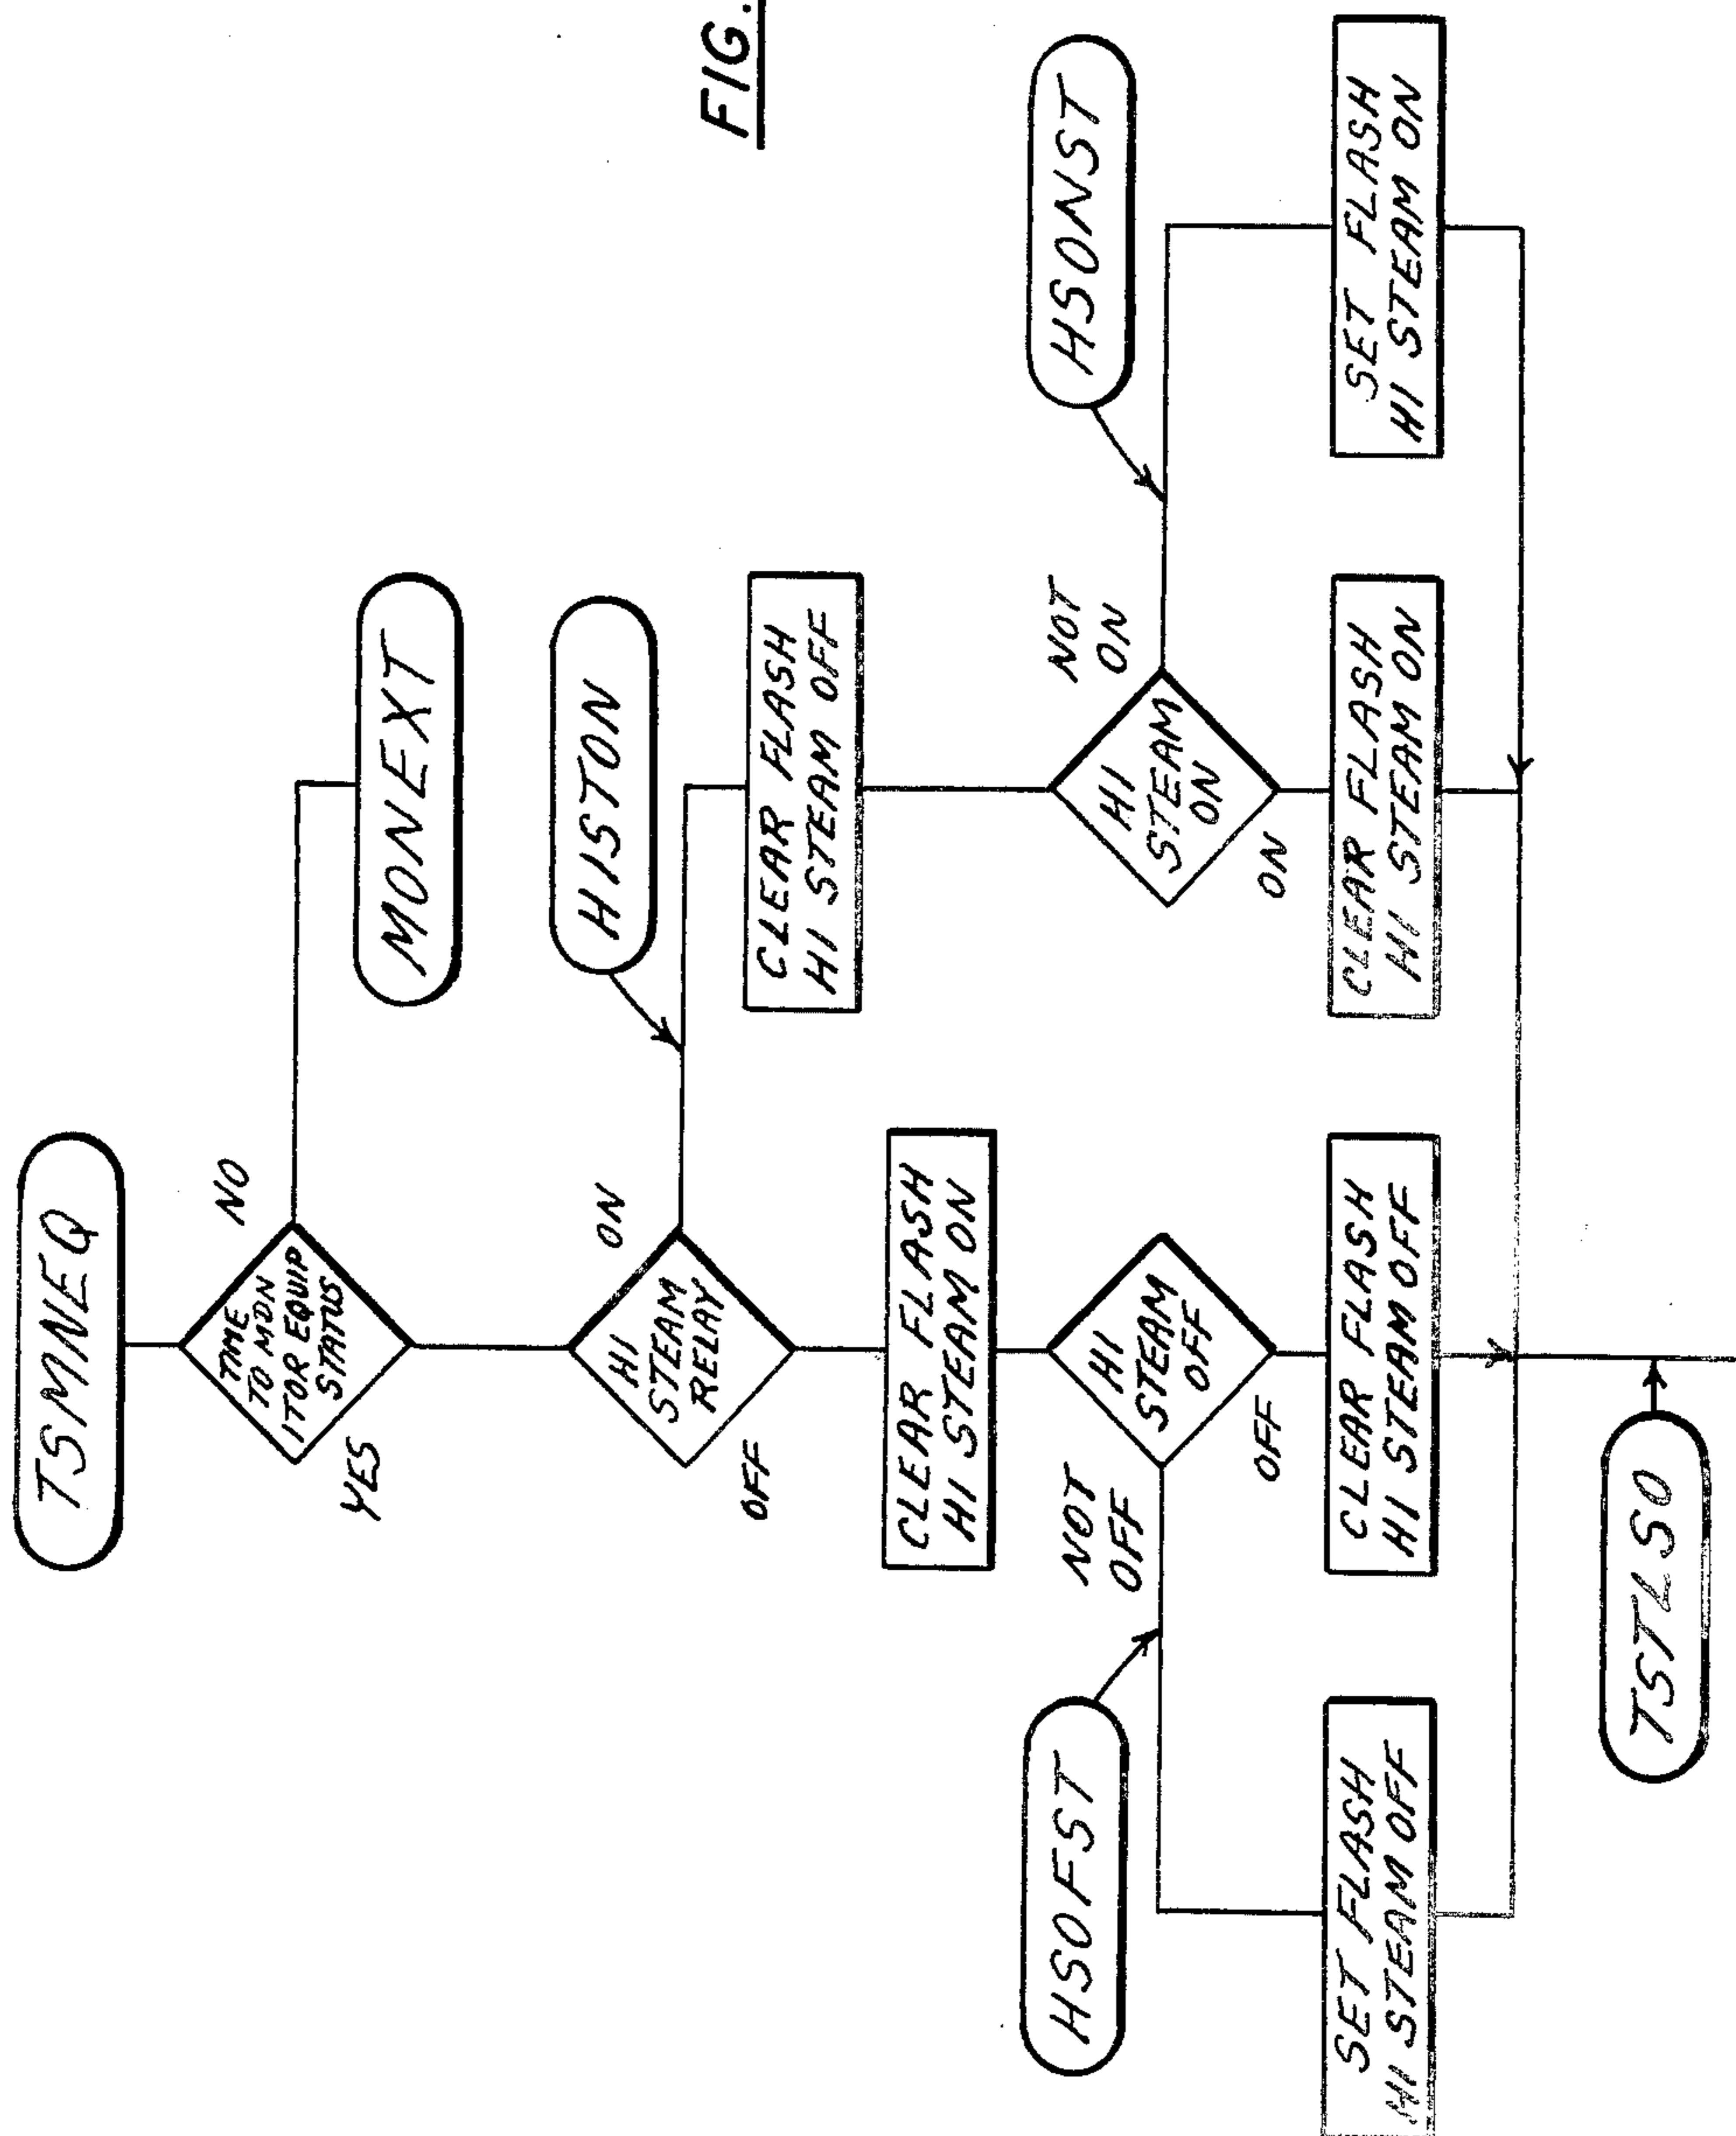 TSMNEQ
TIME
TO MON
ITOR EQUIP
STATUS
NO
YES
MONEXT
HI
STEAM
RELAY
ON
OFF
HISTON
CLEAR FLASH
HI STEAM OFF
CLEAR FLASH
HI STEAM ON
FIG.
HI
STEAM
OFF
NOT
OFF
OFF
HSOFST
HI
STEAM
ON
NOT
ON
ON
HSONST
SET FLASH
HI STEAM OFF
CLEAR FLASH
HI STEAM OFF
CLEAR FLASH
HI STEAM ON
SET FLASH
HI STEAM ON
TSTLSO